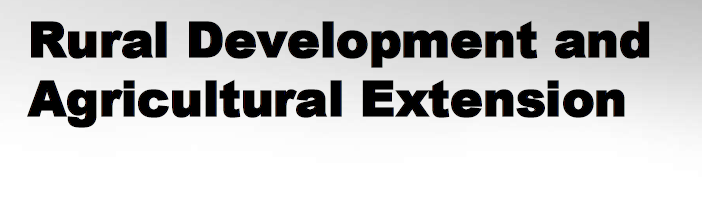 Rural Development and
Agricultural Extension